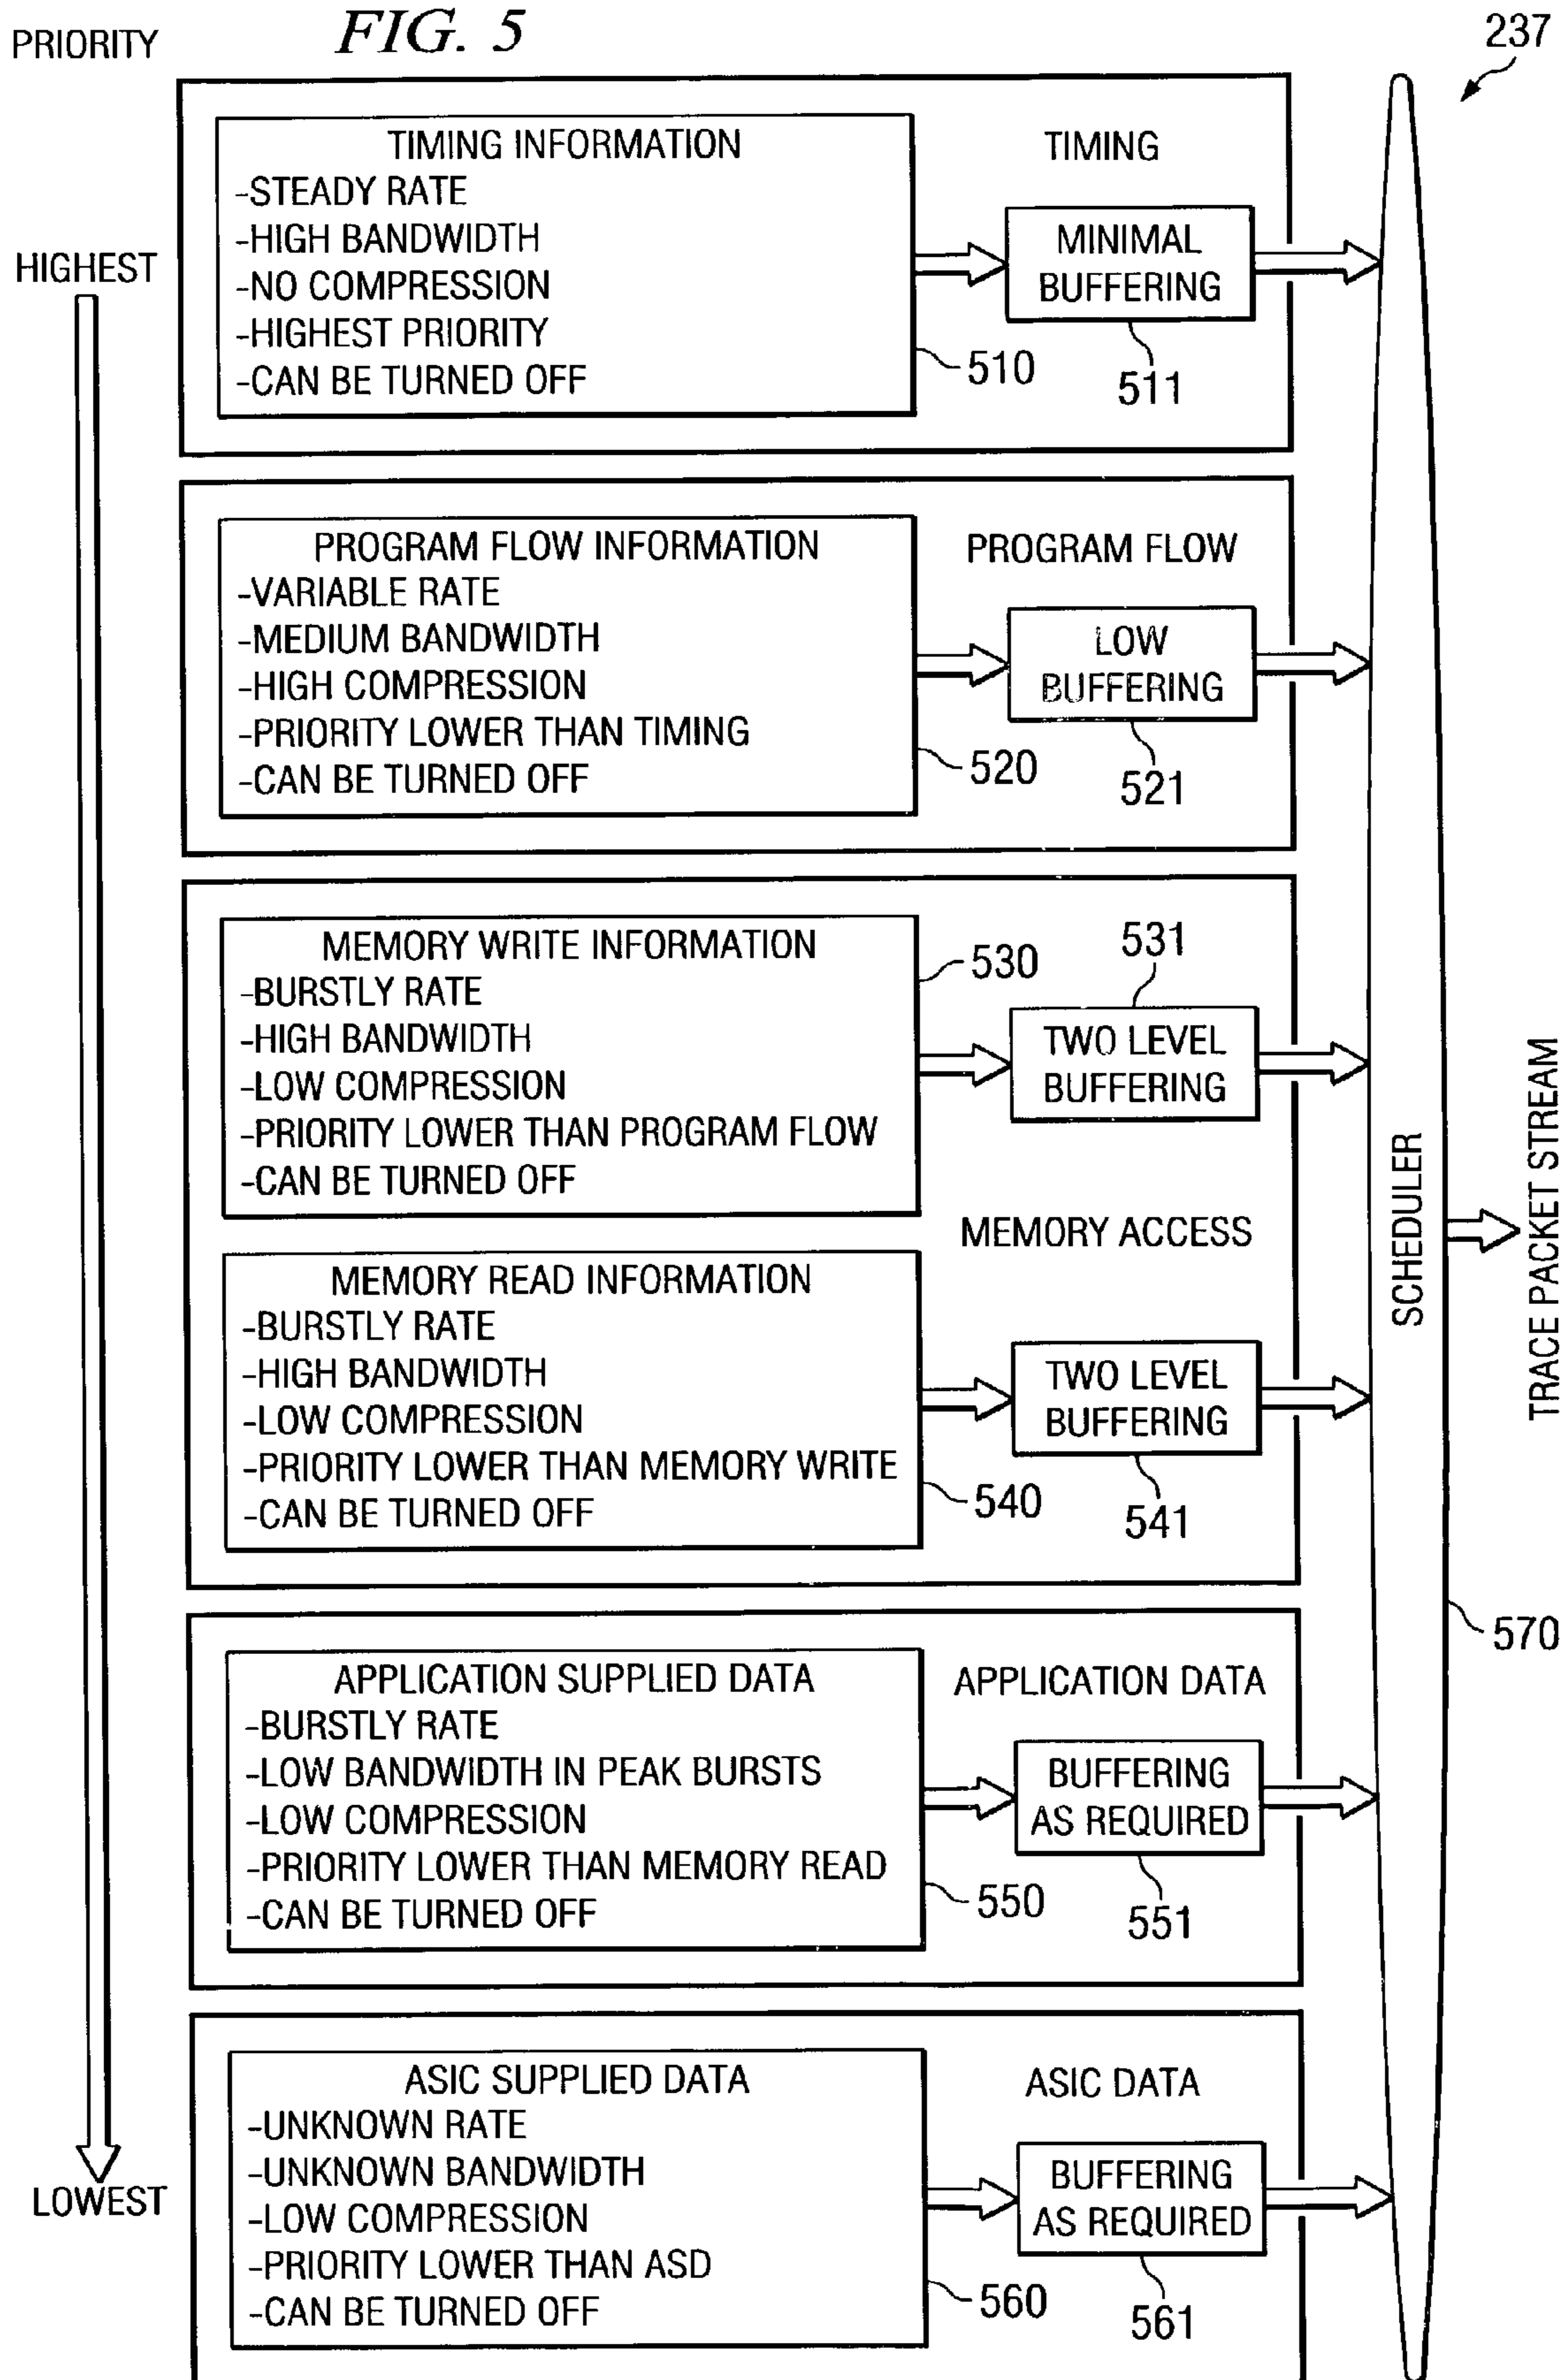 PRIORITY
FIG. 5
237
HIGHEST
TIMING INFORMATION
-STEADY RATE
-HIGH BANDWIDTH
-NO COMPRESSION
-HIGHEST PRIORITY
-CAN BE TURNED OFF
510
TIMING
MINIMAL
BUFFERING
511
PROGRAM FLOW INFORMATION
-VARIABLE RATE
-MEDIUM BANDWIDTH
-HIGH COMPRESSION
-PRIORITY LOWER THAN TIMING
-CAN BE TURNED OFF
520
PROGRAM FLOW
LOW
BUFFERING
521
MEMORY WRITE INFORMATION
-BURSTLY RATE
-HIGH BANDWIDTH
-LOW COMPRESSION
-PRIORITY LOWER THAN PROGRAM FLOW
-CAN BE TURNED OFF
530
531
TWO LEVEL
BUFFERING
MEMORY ACCESS
MEMORY READ INFORMATION
-BURSTLY RATE
-HIGH BANDWIDTH
-LOW COMPRESSION
-PRIORITY LOWER THAN MEMORY WRITE
-CAN BE TURNED OFF
540
TWO LEVEL
BUFFERING
541
APPLICATION SUPPLIED DATA
-BURSTLY RATE
-LOW BANDWIDTH IN PEAK BURSTS
-LOW COMPRESSION
-PRIORITY LOWER THAN MEMORY READ
-CAN BE TURNED OFF
550
APPLICATION DATA
BUFFERING
AS REQUIRED
551
ASIC SUPPLIED DATA
-UNKNOWN RATE
-UNKNOWN BANDWIDTH
-LOW COMPRESSION
-PRIORITY LOWER THAN ASD
-CAN BE TURNED OFF
560
ASIC DATA
BUFFERING
AS REQUIRED
561
LOWEST
SCHEDULER
570
TRACE PACKET STREAM